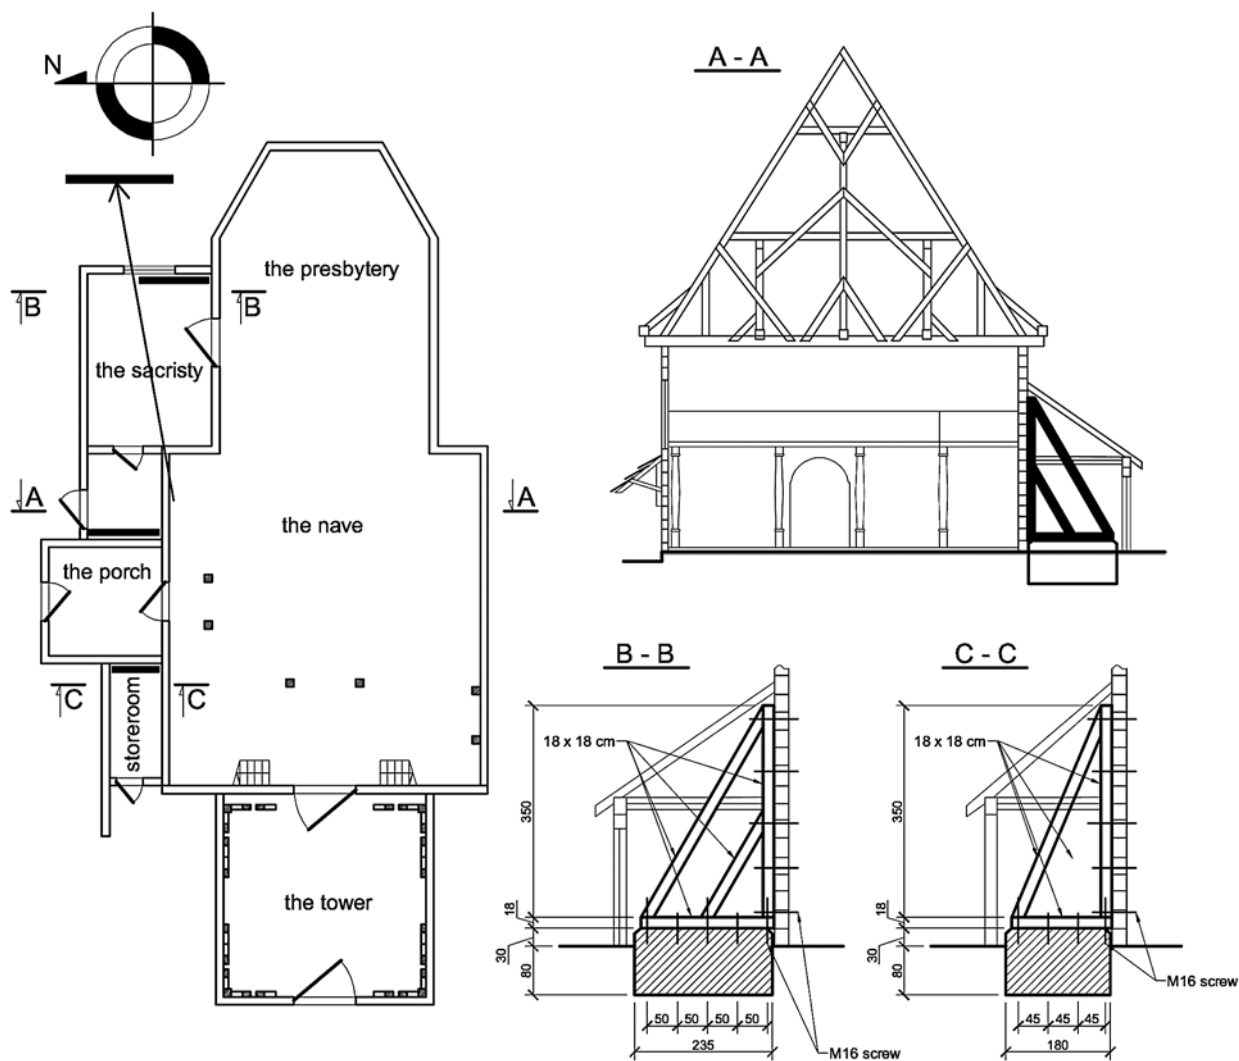 N
A - A
the presbytery
B
B
the sacristy
A
the nave
A
the porch
B - B
C - C
C
storeroom
C
18 x 18 cm
18 x 18 cm
350
350
the tower
18
18
30
30
80
80
M16 screw
50
50
50
50
45
45
45
235
M16 screw
180